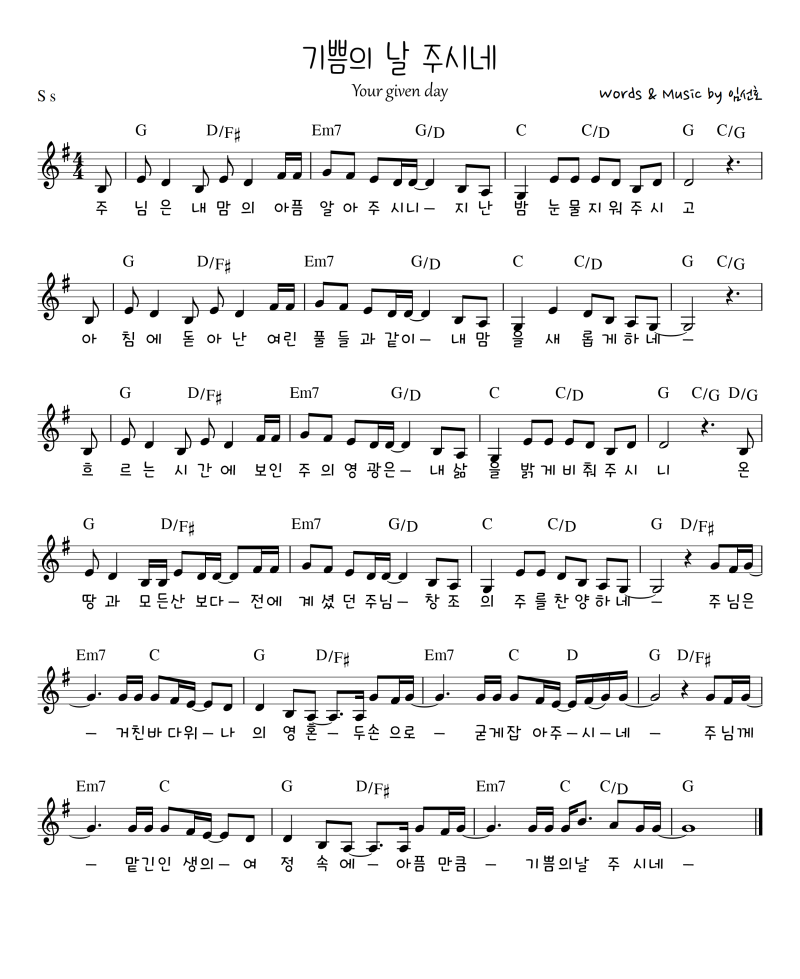 기쁨의 날 주시네
Your given day
S s
Words & Music by 임선호
G D/F♯ Em7 G/D C C/D G C/G
주 님 은 내 맘 의 아픔 알 아 주 시니– 지 난 밤 눈 물 지 워 주 시 고
G D/F♯ Em7 G/D C C/D G C/G
아 침 에 돋 아 난 여린 풀 들 과 같이– 내 맘 을 새 롭 게 하 네 –
G D/F♯ Em7 G/D C C/D G C/G D/G
흐 르 는 시 간 에 보인 주 의 영 광은– 내 삶 을 밝 게 비 춰 주 시 니 온
G D/F♯ Em7 G/D C C/D G D/F♯
땅 과 모 든산 보다– 전에 계 셨 던 주님– 창 조 의 주 를 찬 양 하 네 – 주 님은
Em7 C G D/F♯ Em7 C D G D/F♯
– 거친바 다위– 나 의 영 혼– 두손 으로– 굳게잡 아주–시–네– – 주 님께
Em7 C G D/F♯ Em7 C C/D G
– 맡긴인 생의– 여 정 속 에– 아픔 만큼 – 기쁨의날 주 시네 –